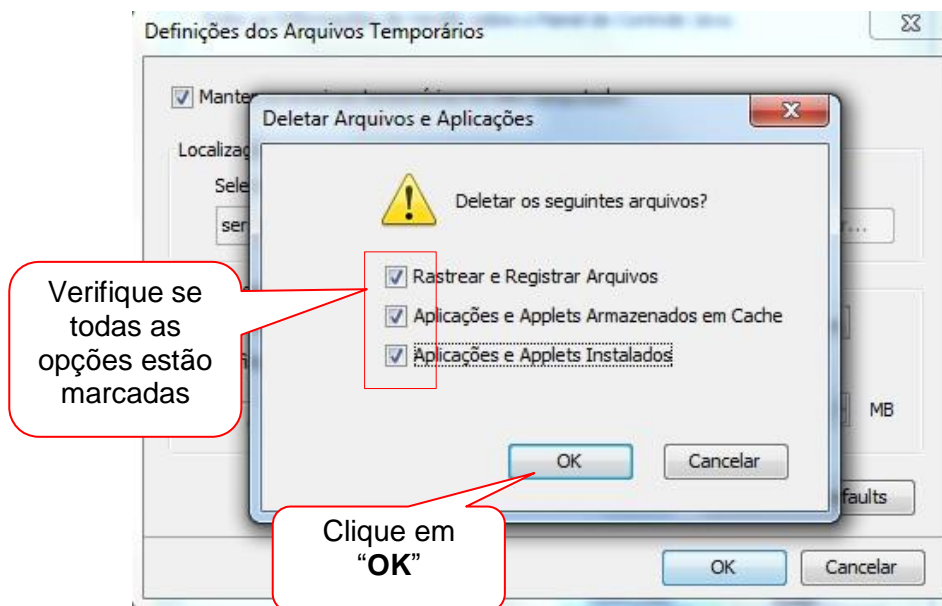 Definições dos Arquivos Temporários
Deletar Arquivos e Aplicações
Deletar os seguintes arquivos?
Rastrear e Registrar Arquivos
Aplicações e Applets Armazenados em Cache
Aplicações e Applets Instalados
Verifique se
todas as
opções estão
marcadas
MB
OK
Cancelar
faults
Clique em
“OK”
OK
Cancelar